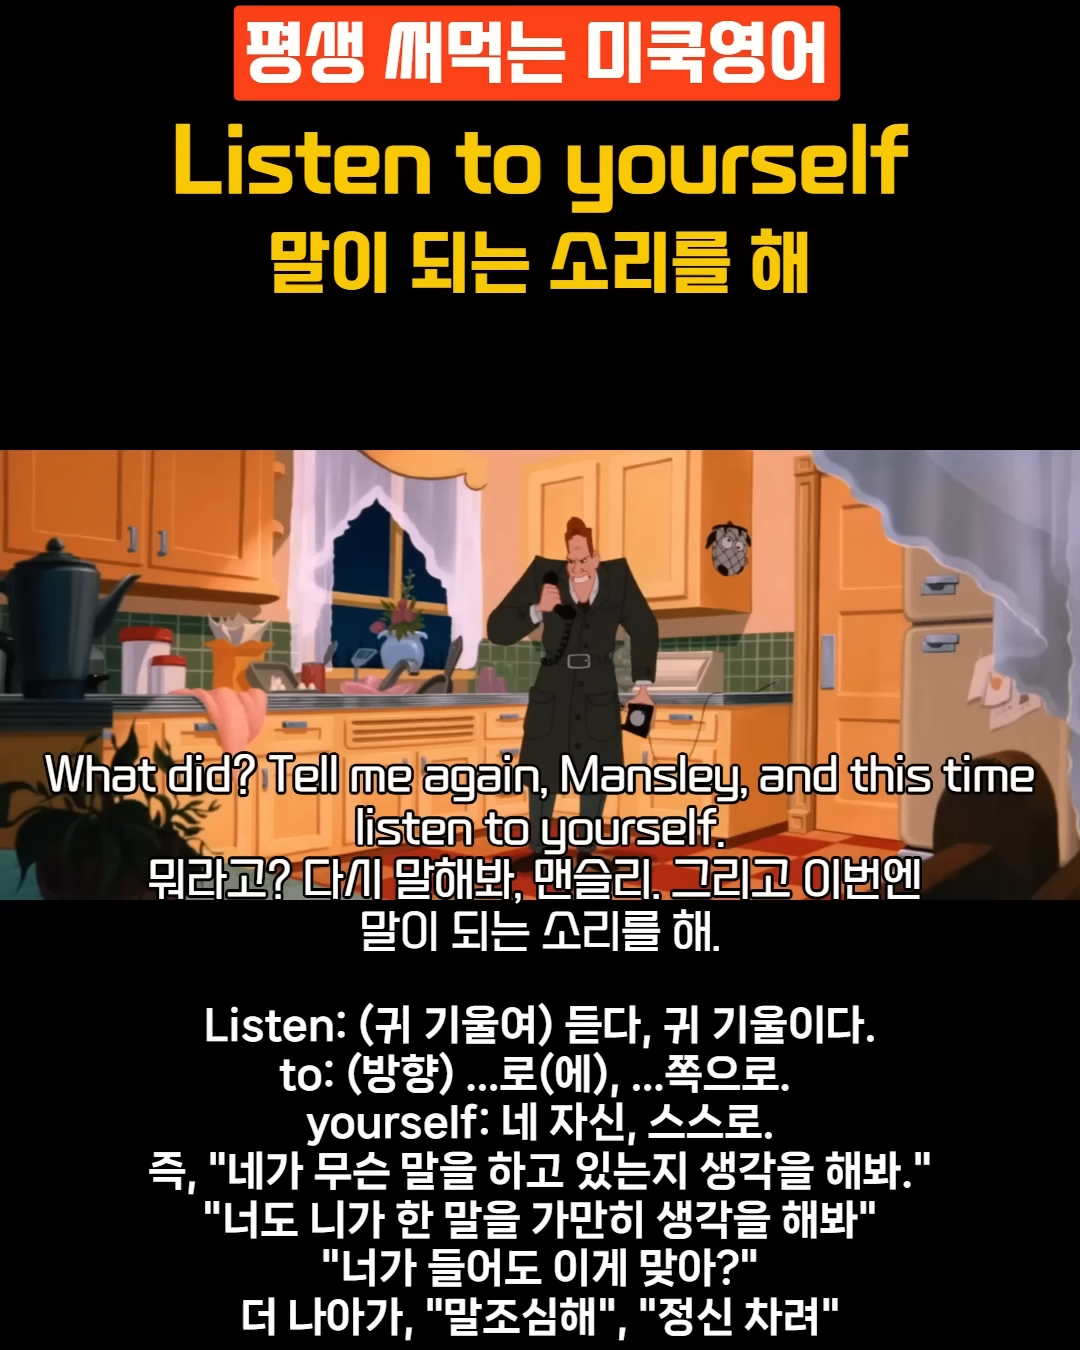 평생 써먹는 미국영어
Listen to yourself
말이 되는 소리를 해
What did? Tell me again, Mansley, and this time
listen to yourself.
뭐라고? 다시 말해봐, 맨슬리. 그리고 이번엔
말이 되는 소리를 해.
Listen: (귀 기울여) 듣다, 귀 기울이다.
to: (방향) ...로(에), ...쪽으로.
yourself: 네 자신, 스스로.
즉, "네가 무슨 말을 하고 있는지 생각을 해봐."
"너도 니가 한 말을 가만히 생각을 해봐"
"너가 들어도 이게 맞아?"
더 나아가, "말조심해", "정신 차려"